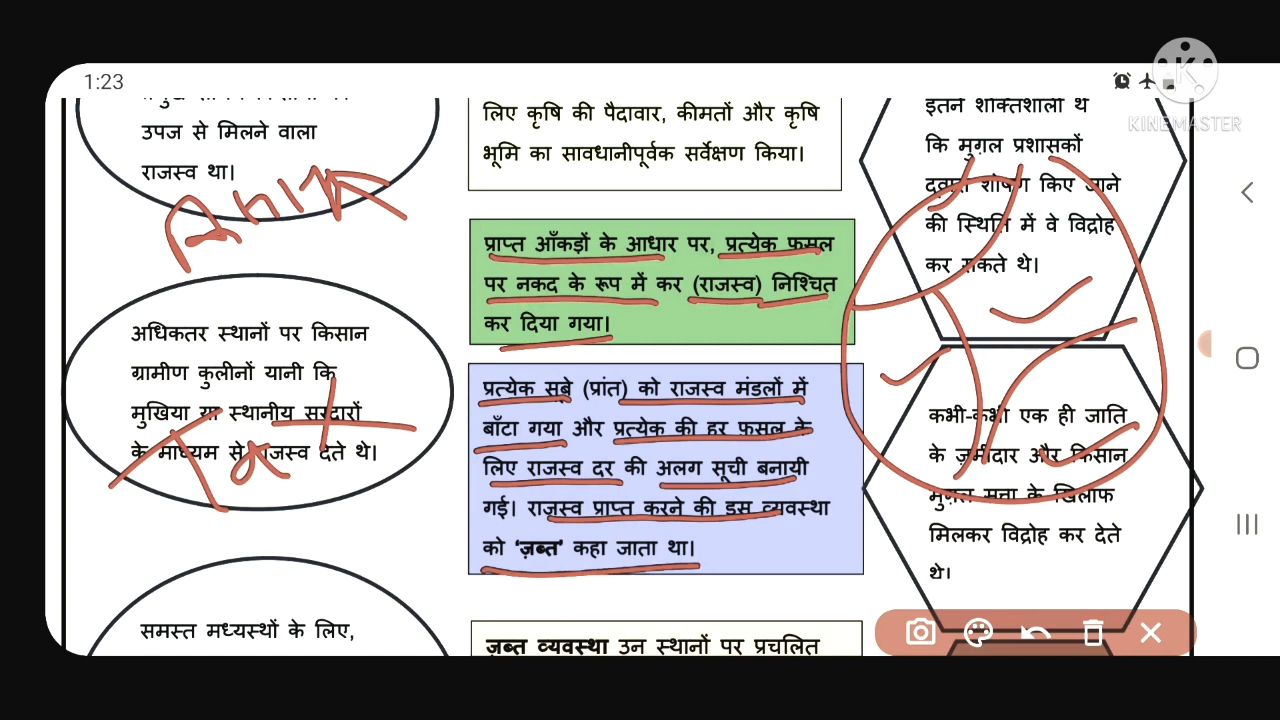 1:23
KINEMASTER
उपज से मिलने वाला
राजस्व था।
Ahir
अधिकतर स्थानों पर किसान
ग्रामीण कुलीनों यानी कि
मुखिया या स्थानीय सरदारों
के माध्यम से राजस्व देते थे।
Tax
समस्त मध्यस्थों के लिए,
लिए कृषि की पैदावार, कीमतों और कृषि
भूमि का सावधानीपूर्वक सर्वेक्षण किया।
प्राप्त आँकड़ों के आधार पर, प्रत्येक फसल
पर नकद के रूप में कर (राजस्व) निश्चित
कर दिया गया।
प्रत्येक सूबे (प्रांत) को राजस्व मंडलों में
बाँटा गया और प्रत्येक की हर फसल के
लिए राजस्व दर की अलग सूची बनायी
गई। राजस्व प्राप्त करने की इस व्यवस्था
को 'ज़ब्त' कहा जाता था।
ज़ब्त व्यवस्था उन स्थानों पर प्रचलित
इतने शक्तिशाली थे
कि मुग़ल प्रशासकों
द्वारा शोषण किए जाने
की स्थिति में वे विद्रोह
कर सकते थे।
कभी-कभी एक ही जाति
के ज़मींदार और किसान
मुग़ल सत्ता के खिलाफ
मिलकर विद्रोह कर देते
थे।